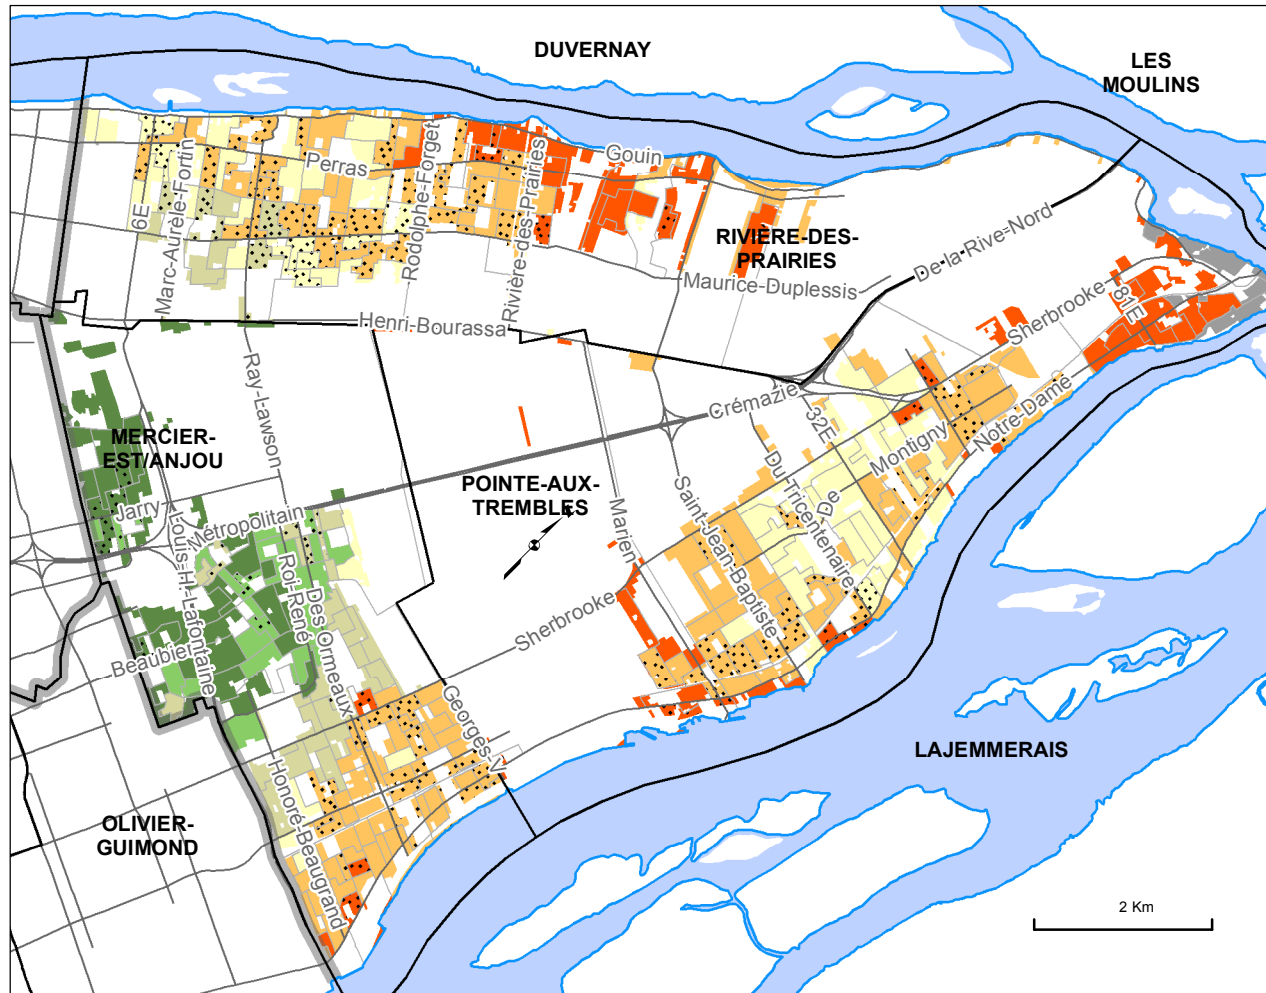 DUVERNAY
LES
MOULINS
Perras
Gouin
6E
Marc-Aurèle-Fortin
Rodolphe-Forget
Rivière-des-Prairies
RIVIÈRE-DES-
PRAIRIES
Maurice-Duplessis
De la Rive-Nord
Henri-Bourassa
Sherbrooke
81E
Ray-Lawson
Crémazie
32E
Montigny
De
Notre-Dame
MERCIER-
EST/ANJOU
Jarry
Métropolitain
Louis-H.-Lafontaine
Roi-René
Des Ormeaux
Beaubien
POINTE-AUX-
TREMBLES
Marien
Saint-Jean-Baptiste
Du Tricentenaire
Sherbrooke
Georges-V
Honoré-Beaugrand
OLIVIER-
GUIMOND
LAJEMMERAIS
2 Km